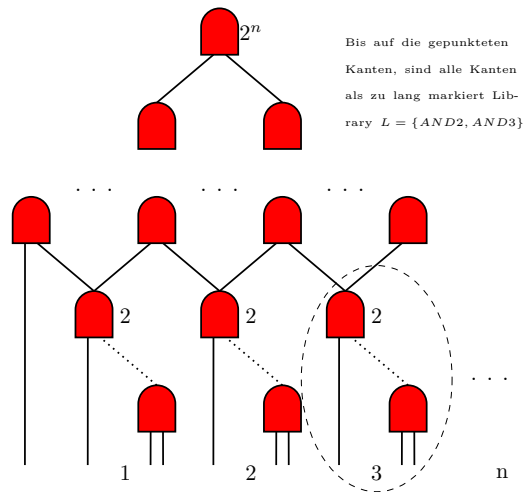 2^n
Bis auf die gepunkteten
Kanten, sind alle Kanten
als zu lang markiert Lib-
rary L = {AND2, AND3}
. . . . . . . . .
2 2 2
. . .
1 2 3 n